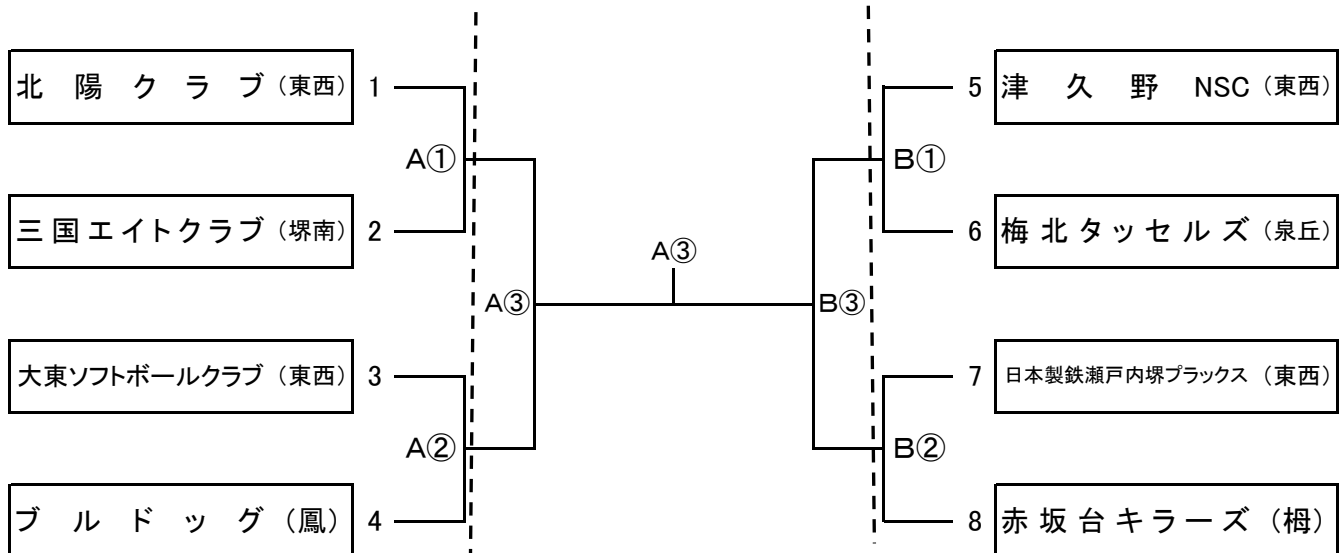 北陽クラブ（東西） 1
5 津久野 NSC（東西）
A①
B①
三国エイトクラブ（堺南） 2
6 梅北タッセルズ（泉丘）
A③
A③
B③
大東ソフトボールクラブ（東西） 3
7 日本製鉄瀬戸内堺ブラックス（東西）
A②
B②
ブルドッグ（鳳） 4
8 赤坂台キラーズ（栂）